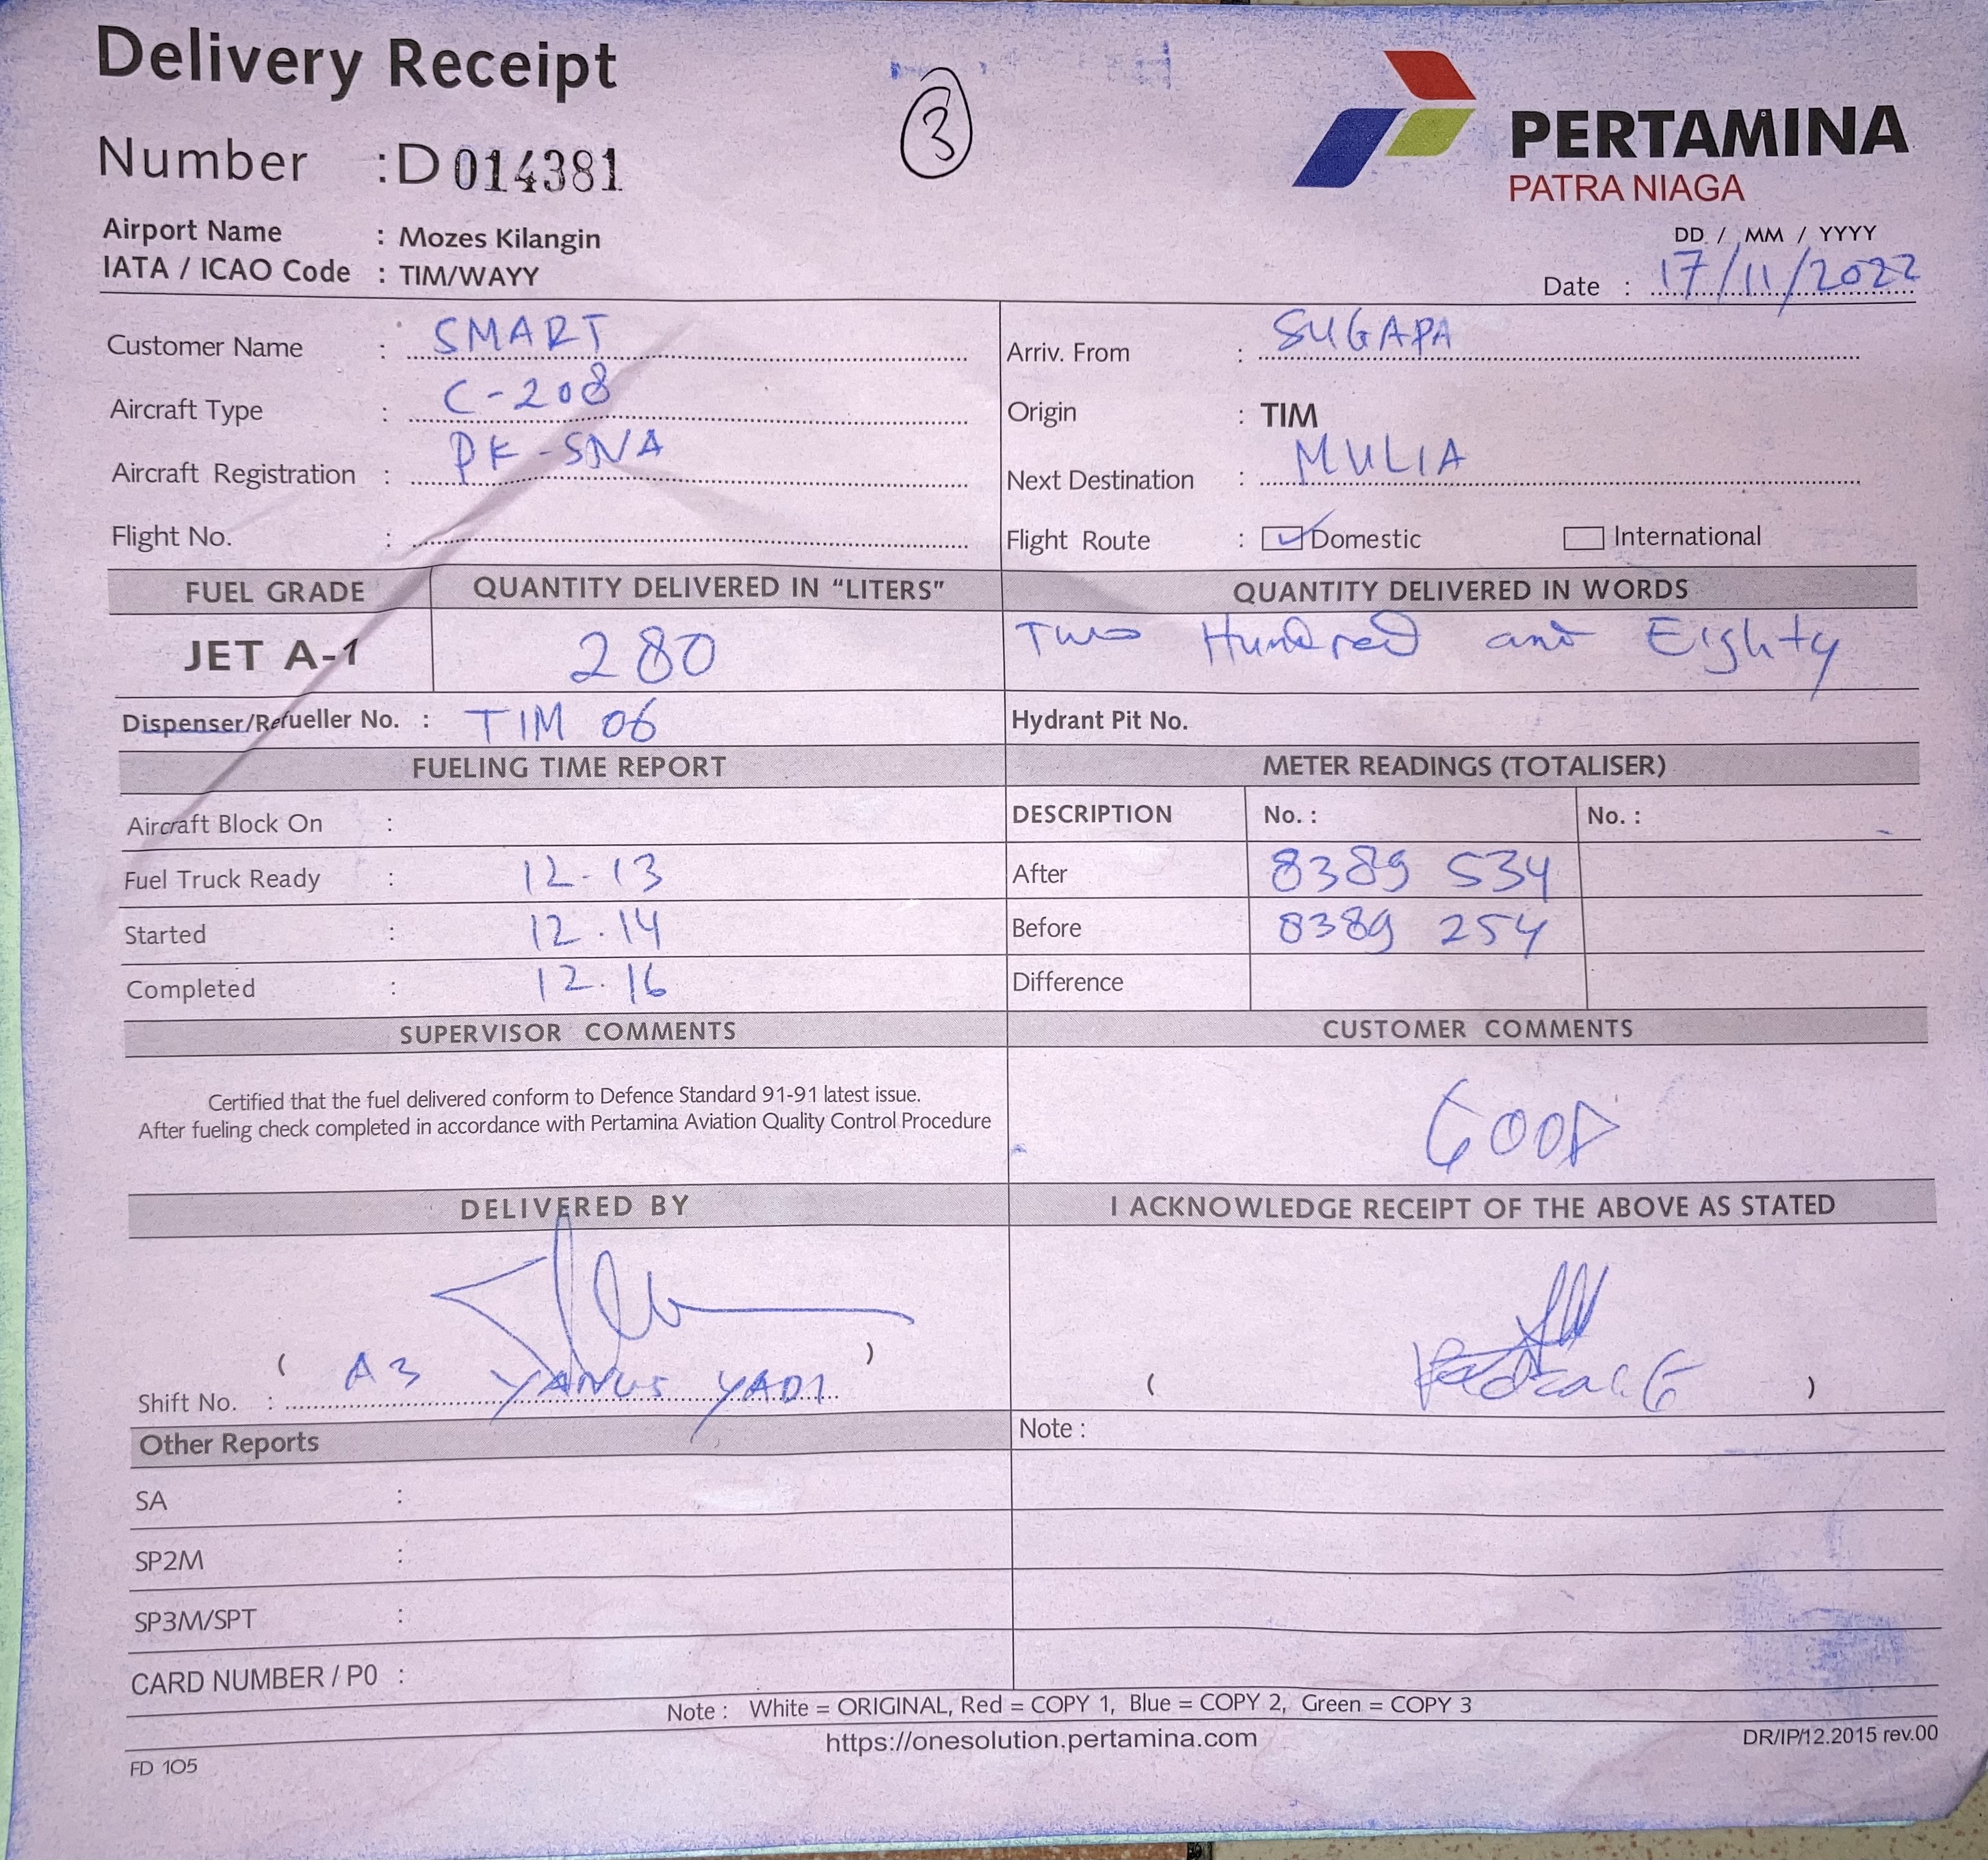 Delivery Receipt
3
PERTAMINA
PATRA NIAGA
Number : D 014381
Airport Name : Mozes Kilangin
IATA / ICAO Code : TIM/WAYY
DD / MM / YYYY
Date : 17/11/2022
Customer Name : SMART
Arriv. From : SUGAPA
Aircraft Type : C-208
Origin : TIM
Aircraft Registration : PK-SNA
Next Destination : MULIA
Flight No. :
Flight Route : Domestic International
FUEL GRADE QUANTITY DELIVERED IN “LITERS” QUANTITY DELIVERED IN WORDS
JET A-1 280 Two Hundred and Eighty
Dispenser/Refueller No. : TIM 06 Hydrant Pit No.
FUELING TIME REPORT METER READINGS (TOTALISER)
Aircraft Block On : DESCRIPTION No. : No. :
Fuel Truck Ready : 12-13 After 8389 534
Started : 12.14 Before 8389 254
Completed : 12.16 Difference
SUPERVISOR COMMENTS CUSTOMER COMMENTS
Certified that the fuel delivered conform to Defence Standard 91-91 latest issue.
After fueling check completed in accordance with Pertamina Aviation Quality Control Procedure
GOOD
DELIVERED BY I ACKNOWLEDGE RECEIPT OF THE ABOVE AS STATED
( )
Shift No. : A3 YANUS YADI
( )
Other Reports Note :
SA :
SP2M :
SP3M/SPT :
CARD NUMBER / P0 :
Note : White = ORIGINAL, Red = COPY 1, Blue = COPY 2, Green = COPY 3
https://onesolution.pertamina.com
FD 105
DR/IP/12.2015 rev.00